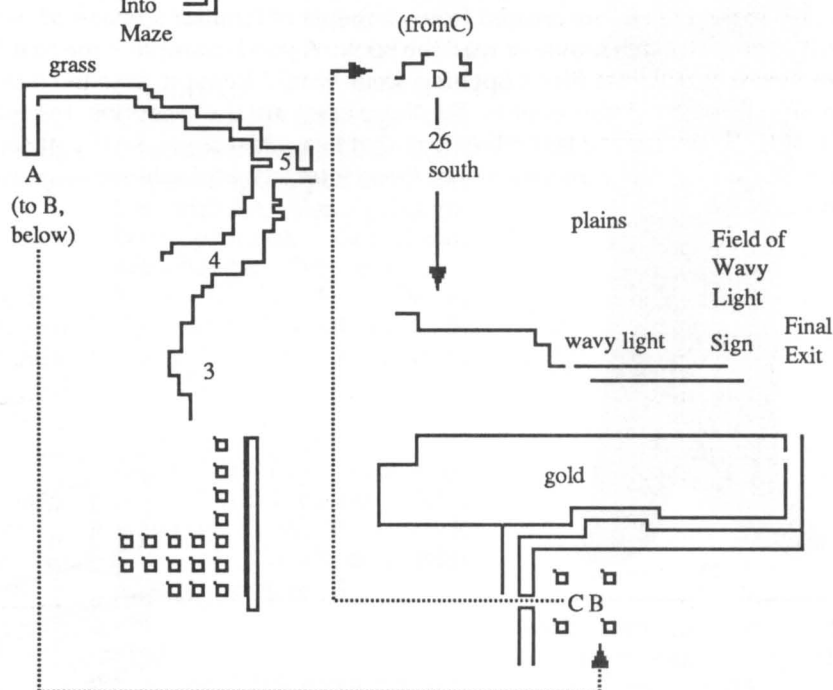 Into
Maze
(fromC)
grass
D
5
26
south
A
(to B,
below)
plains
Field of
Wavy
Light
4
wavy light
Sign
Final
Exit
3
gold
C B